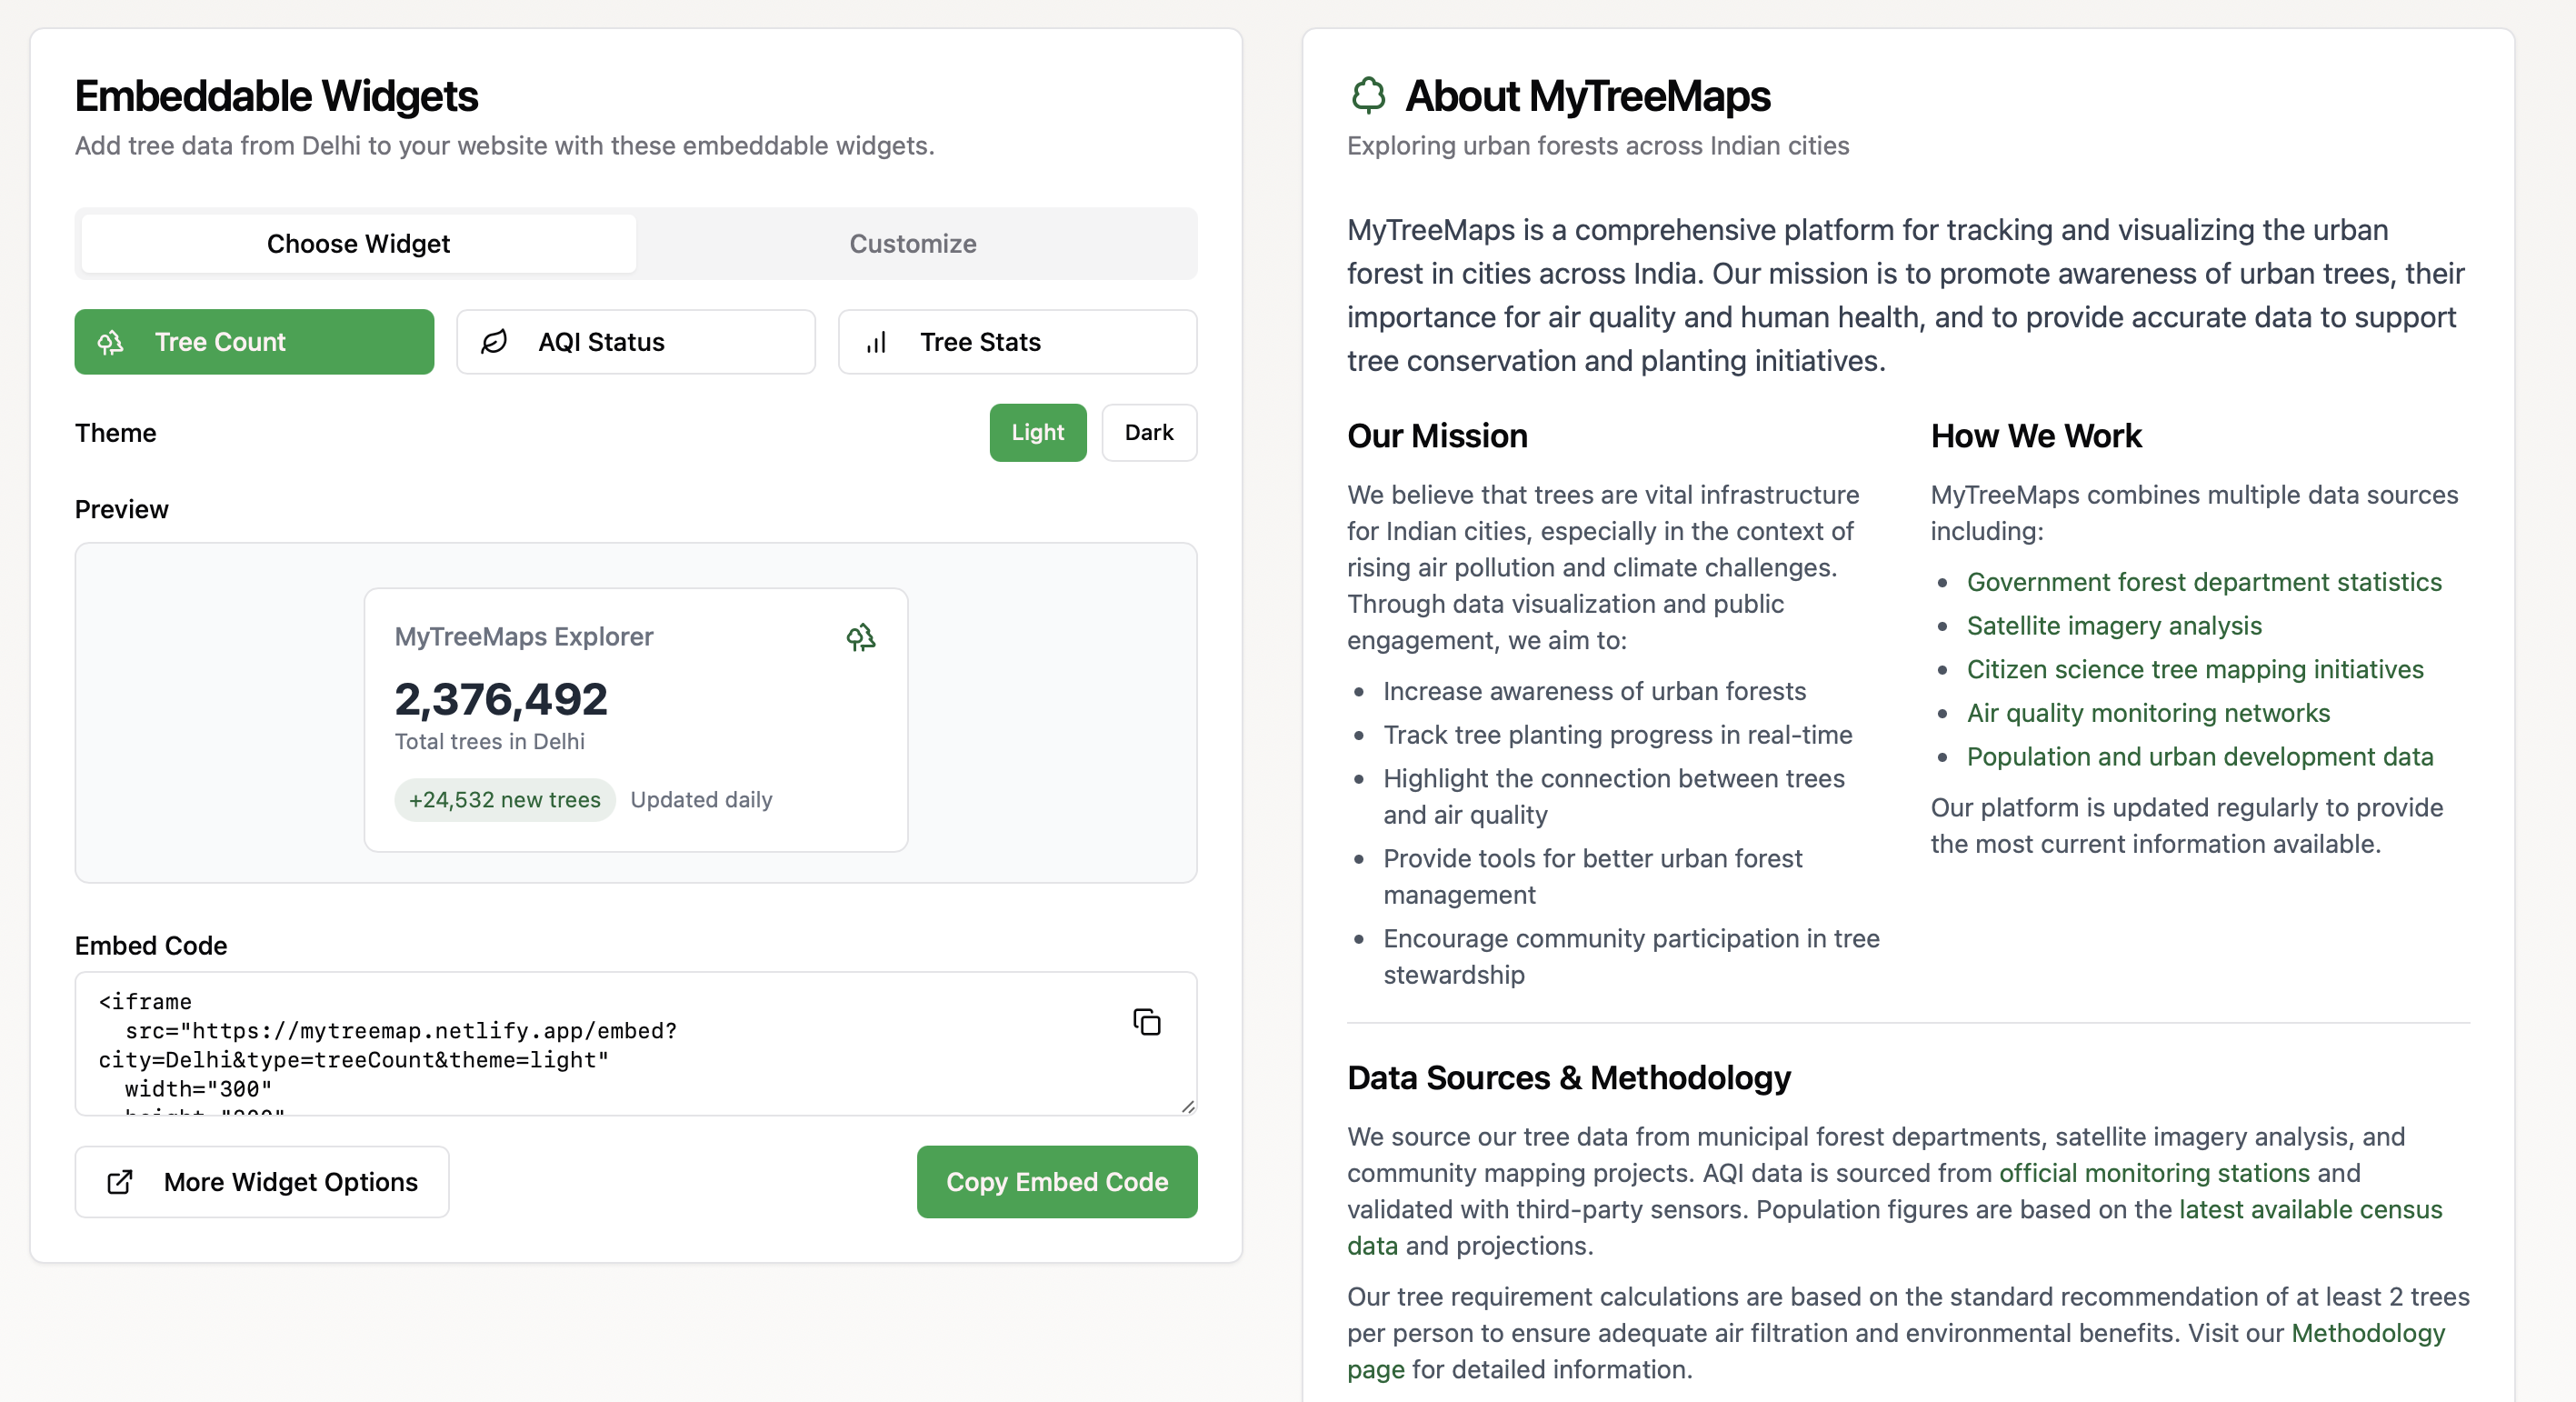 Embeddable Widgets
Add tree data from Delhi to your website with these embeddable widgets.
Choose Widget
Customize
Tree Count
AQI Status
Tree Stats
Theme
Light
Dark
Preview
MyTreeMaps Explorer
2,376,492
Total trees in Delhi
+24,532 new trees
Updated daily
Embed Code
<iframe
src="https://mytreemap.netlify.app/embed?
city=Delhi&type=treeCount&theme=light"
width="300"
More Widget Options
Copy Embed Code
About MyTreeMaps
Exploring urban forests across Indian cities
MyTreeMaps is a comprehensive platform for tracking and visualizing the urban
forest in cities across India. Our mission is to promote awareness of urban trees, their
importance for air quality and human health, and to provide accurate data to support
tree conservation and planting initiatives.
Our Mission
We believe that trees are vital infrastructure
for Indian cities, especially in the context of
rising air pollution and climate challenges.
Through data visualization and public
engagement, we aim to:
• Increase awareness of urban forests
• Track tree planting progress in real-time
• Highlight the connection between trees
and air quality
• Provide tools for better urban forest
management
• Encourage community participation in tree
stewardship
How We Work
MyTreeMaps combines multiple data sources
including:
• Government forest department statistics
• Satellite imagery analysis
• Citizen science tree mapping initiatives
• Air quality monitoring networks
• Population and urban development data
Our platform is updated regularly to provide
the most current information available.
Data Sources & Methodology
We source our tree data from municipal forest departments, satellite imagery analysis, and
community mapping projects. AQI data is sourced from official monitoring stations and
validated with third-party sensors. Population figures are based on the latest available census
data and projections.
Our tree requirement calculations are based on the standard recommendation of at least 2 trees
per person to ensure adequate air filtration and environmental benefits. Visit our Methodology
page for detailed information.